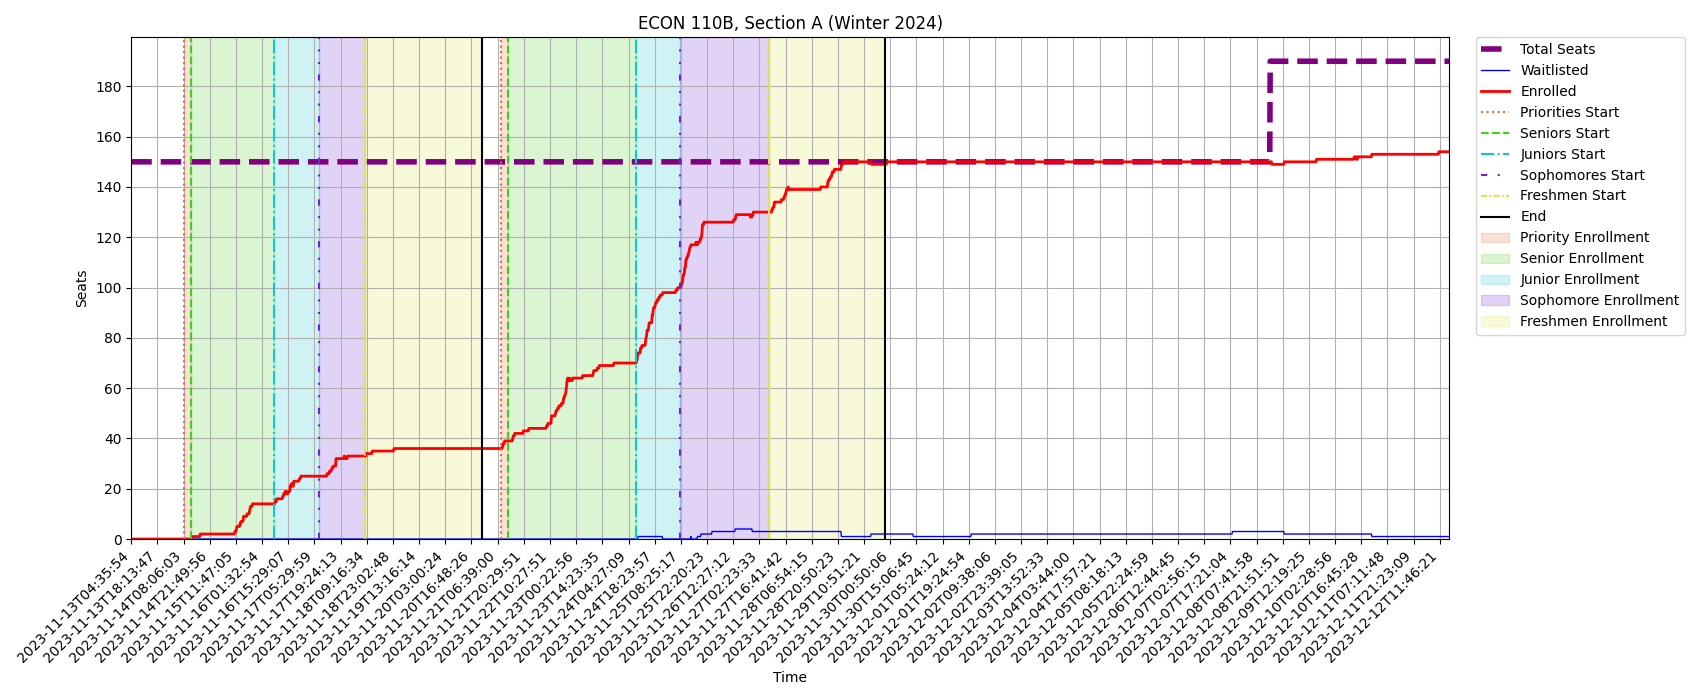 ECON 110B, Section A (Winter 2024)
Total Seats
Waitlisted
Enrolled
Priorities Start
Seniors Start
Juniors Start
Sophomores Start
Freshmen Start
End
Priority Enrollment
Senior Enrollment
Junior Enrollment
Sophomore Enrollment
Freshmen Enrollment
Seats
180
160
140
120
100
80
60
40
20
0
2023-11-13T04:35:54
2023-11-13T18:13:47
2023-11-14T08:06:03
2023-11-14T21:49:56
2023-11-15T11:47:05
2023-11-16T01:32:54
2023-11-16T15:29:07
2023-11-17T05:29:59
2023-11-17T19:24:13
2023-11-18T09:16:34
2023-11-18T23:02:48
2023-11-19T13:16:14
2023-11-20T03:00:24
2023-11-20T16:48:26
2023-11-21T06:39:00
2023-11-21T20:29:51
2023-11-22T10:27:51
2023-11-23T00:22:56
2023-11-23T14:23:35
2023-11-24T04:27:09
2023-11-24T18:23:57
2023-11-25T08:25:17
2023-11-25T22:20:23
2023-11-26T12:27:12
2023-11-27T02:23:33
2023-11-27T16:41:42
2023-11-28T06:54:15
2023-11-28T20:50:23
2023-11-29T10:51:21
2023-11-30T00:50:06
2023-11-30T15:06:45
2023-12-01T05:24:12
2023-12-01T19:24:54
2023-12-02T09:38:06
2023-12-02T23:39:05
2023-12-03T13:52:33
2023-12-04T03:44:00
2023-12-04T17:57:21
2023-12-05T08:18:13
2023-12-05T22:24:59
2023-12-06T12:44:45
2023-12-07T02:56:15
2023-12-07T17:21:04
2023-12-08T07:41:58
2023-12-08T21:51:51
2023-12-09T12:19:25
2023-12-10T02:28:56
2023-12-10T16:45:28
2023-12-11T07:11:48
2023-12-11T21:23:09
2023-12-12T11:46:21
Time